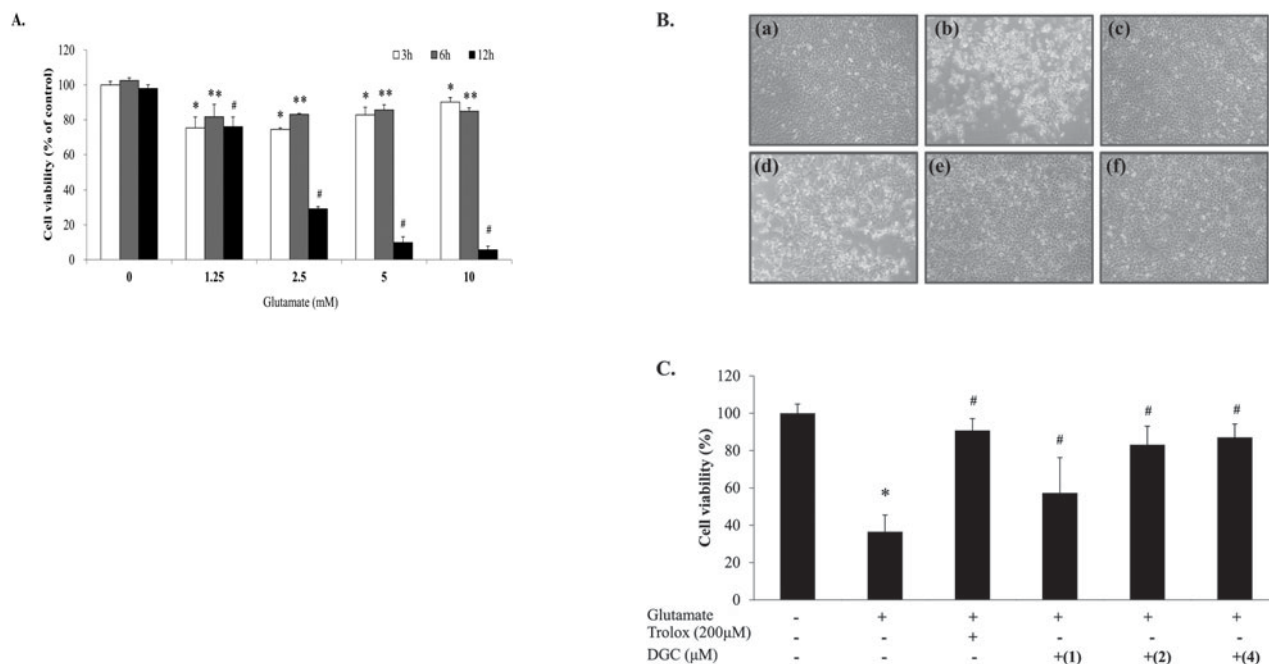 A.
120
100
80
60
40
20
0
Cell viability (% of control)
3h 6h 12h
* ** #
* ** #
* ** #
* ** #
0 1.25 2.5 5 10
Glutamate (mM)
B.
(a) (b) (c)
(d) (e) (f)
C.
120
100
80
60
40
20
0
Cell viability (%)
* # # # #
Glutamate - + + + + +
Trolox (200μM) - - + - - -
DGC (μM) - - - +(1) +(2) +(4)